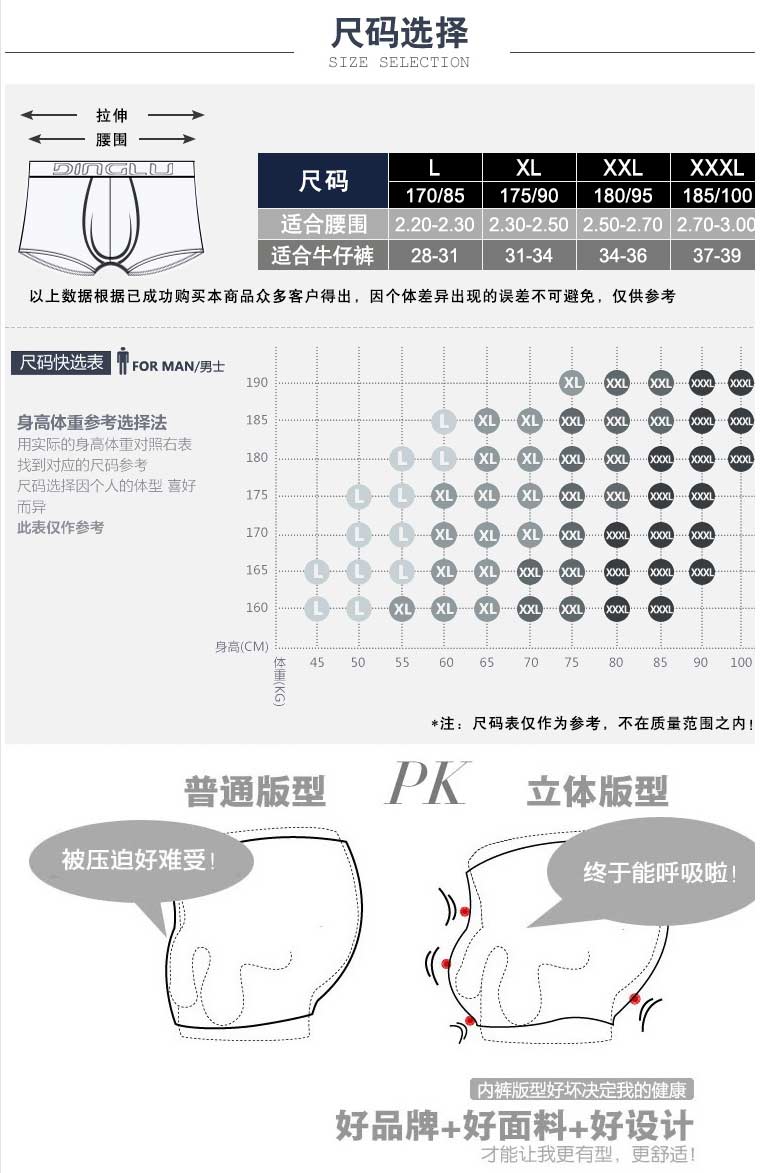 尺码选择
SIZE SELECTION
拉伸
腰围
DINGLU
尺码 L XL XXL XXXL
170/85 175/90 180/95 185/100
适合腰围 2.20-2.30 2.30-2.50 2.50-2.70 2.70-3.00
适合牛仔裤 28-31 31-34 34-36 37-39
以上数据根据已成功购买本商品众多客户得出，因个体差异出现的误差不可避免，仅供参考
尺码快选表 FOR MAN/男士
身高体重参考选择法
用实际的身高体重对照右表
找到对应的尺码参考
尺码选择因个人的体型 喜好
而异
此表仅作参考
190 XL XXL XXL XXXL XXXL
185 L XL XL XXL XXL XXL XXXL XXXL
180 L L XL XL XXL XXL XXXL XXXL XXXL
175 L L XL XL XL XXL XXL XXXL XXXL
170 L L XL XL XL XXL XXXL XXXL XXXL
165 L L L XL XL XXL XXL XXXL XXXL XXXL
160 L L XL XL XL XXL XXL XXXL XXXL
身高(CM)
体重(KG) 45 50 55 60 65 70 75 80 85 90 100
*注：尺码表仅作为参考，不在质量范围之内!
普通版型 PK 立体版型
被压迫好难受!
终于能呼吸啦!
内裤版型好坏决定我的健康
好品牌+好面料+好设计
才能让我更有型，更舒适!